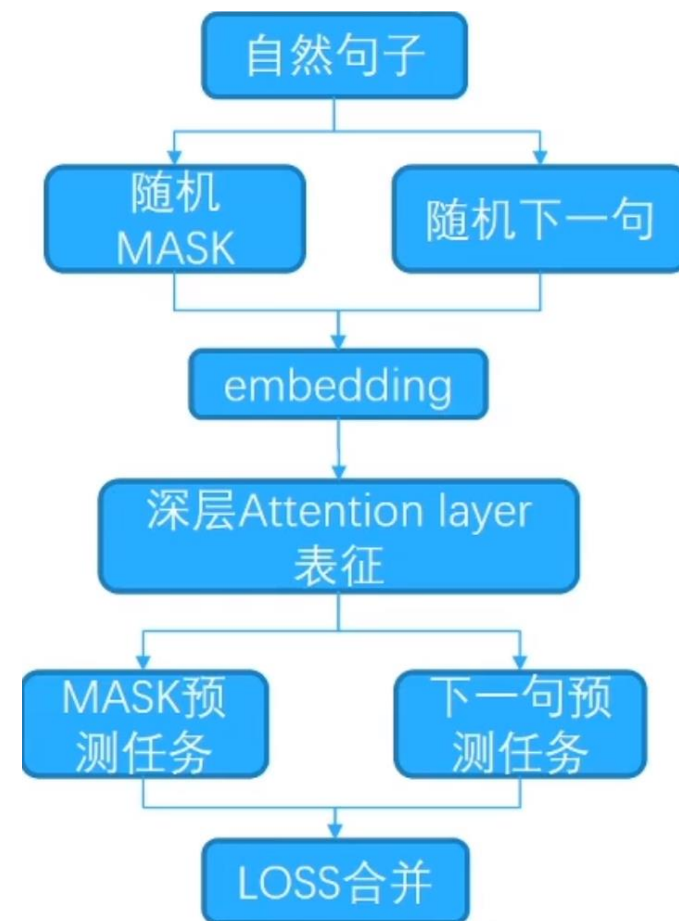 自然句子
随机
MASK
随机下一句
embedding
深层Attention layer
表征
MASK预
测任务
下一句预
测任务
LOSS合并